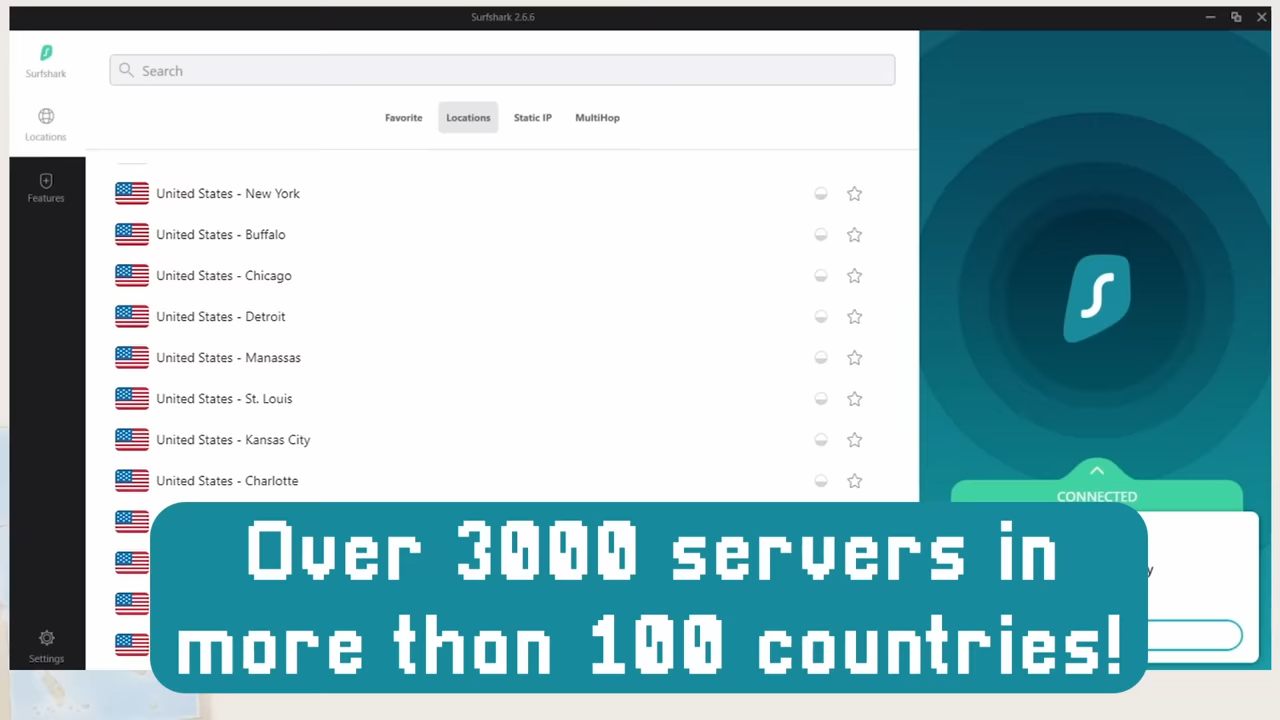 Surfshark 2.6.6
Surfshark
Search
Locations
Favorite
Locations
Static IP
MultiHop
Features
United States - New York
United States - Buffalo
United States - Chicago
United States - Detroit
United States - Manassas
United States - St. Louis
United States - Kansas City
United States - Charlotte
CONNECTED
Over 3000 servers in
more than 100 countries!
y
Settings